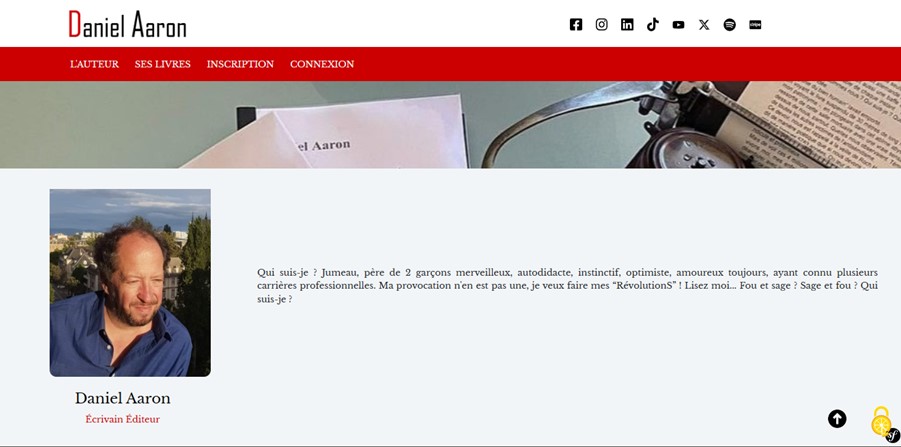 Daniel Aaron
L'AUTEUR SES LIVRES INSCRIPTION CONNEXION
el Aaron
Qui suis-je ? Jumeau, père de 2 garçons merveilleux, autodidacte, instinctif, optimiste, amoureux toujours, ayant connu plusieurs
carrières professionnelles. Ma provocation n'en est pas une, je veux faire mes “RévolutionS” ! Lisez moi... Fou et sage ? Sage et fou ? Qui
suis-je ?
Daniel Aaron
Écrivain Éditeur